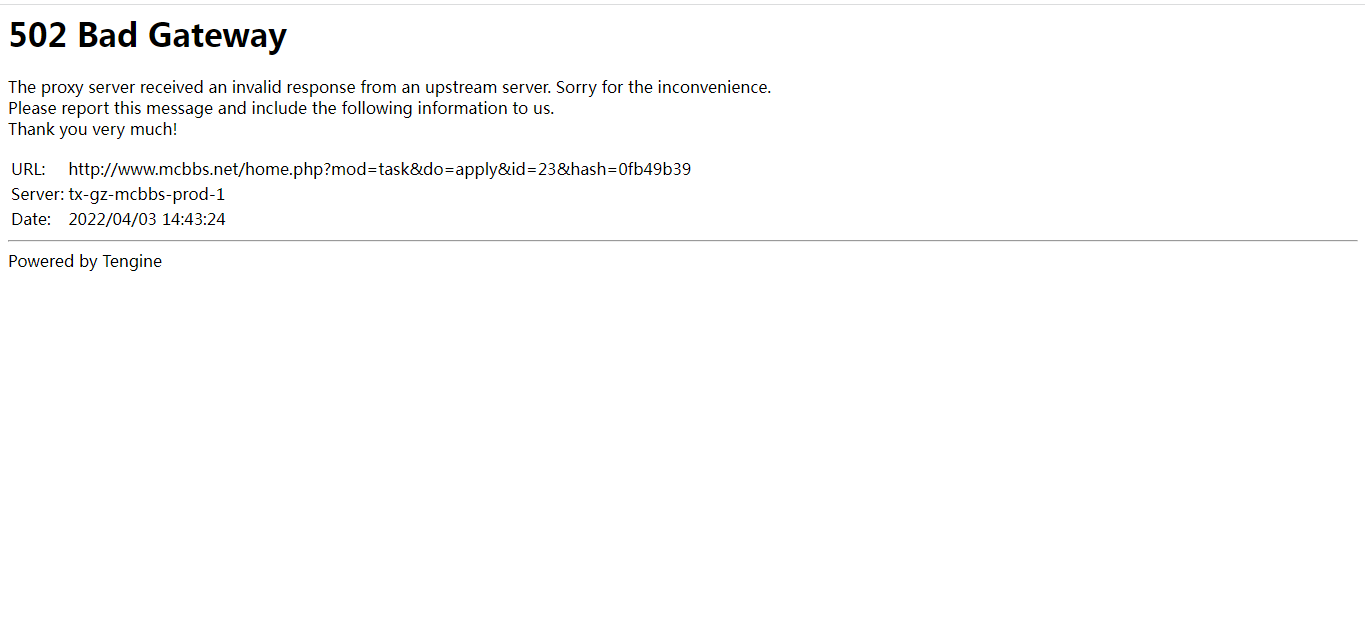 502 Bad Gateway
The proxy server received an invalid response from an upstream server. Sorry for the inconvenience.
Please report this message and include the following information to us.
Thank you very much!
URL: http://www.mcbbs.net/home.php?mod=task&do=apply&id=23&hash=0fb49b39
Server: tx-gz-mcbbs-prod-1
Date: 2022/04/03 14:43:24
Powered by Tengine